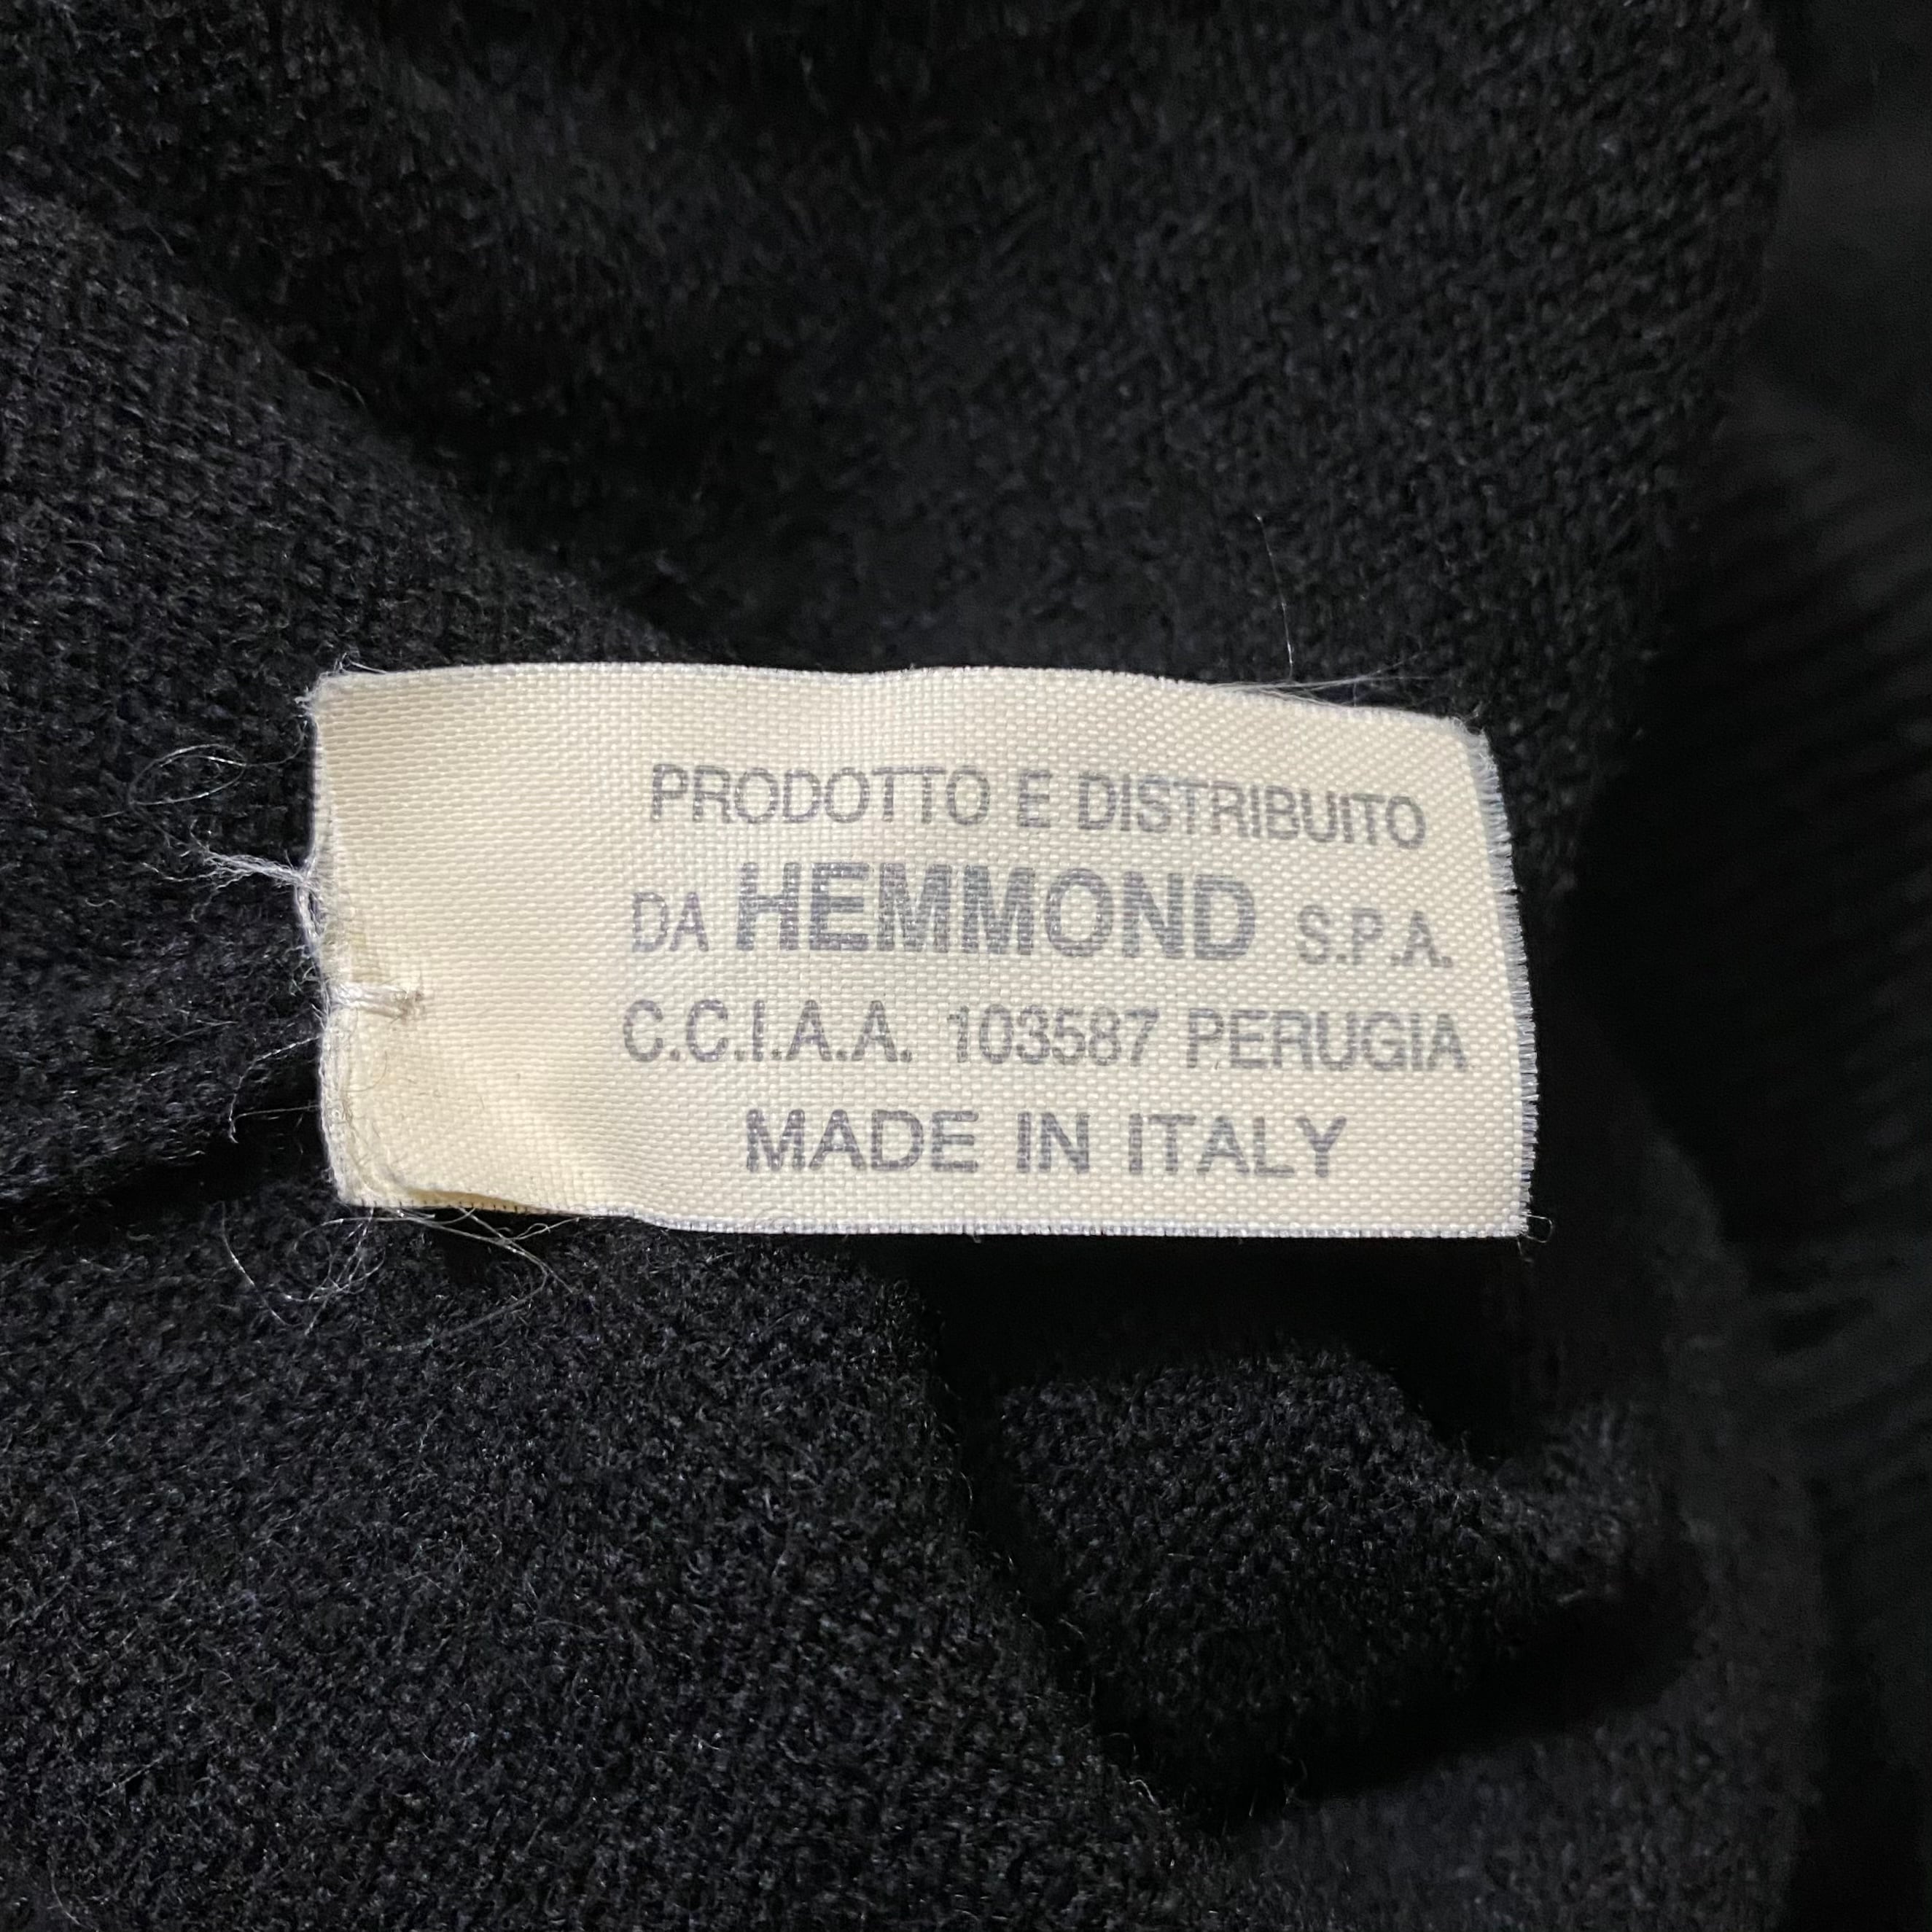 PRODOTTO E DISTRIBUITO
DA HEMMOND S.P.A.
C.C.I.A.A. 103587 PERUGIA
MADE IN ITALY